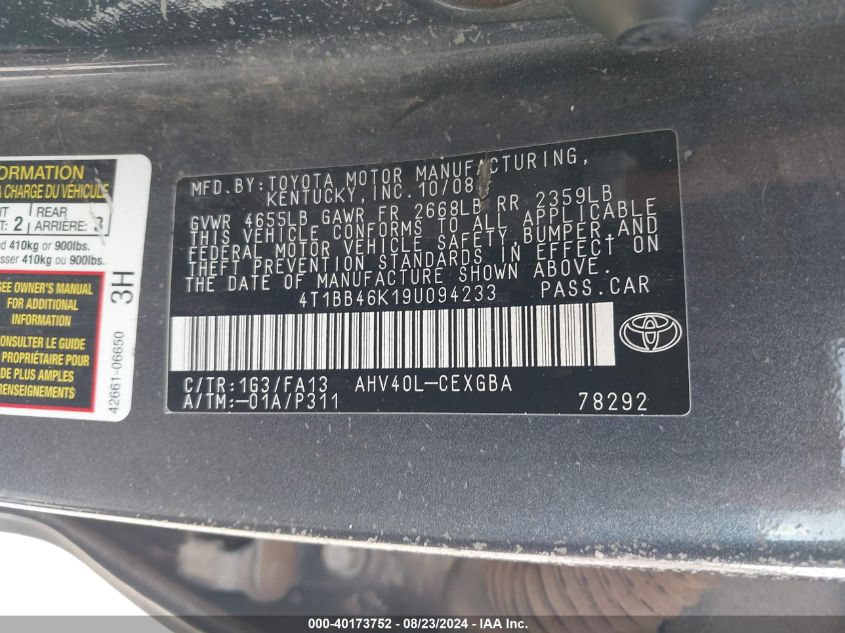 ORMATION
A CHARGE DU VÉHICULE
2
REAR
ARRIÈRE: 3
410kg or 900lbs.
410kg ou 900lbs.
SEE OWNER'S MANUAL
FOR ADDITIONAL
INFORMATION
CONSULTER LE GUIDE
PROPRIÉTAIRE POUR
DE PLUS AMPLES
RENSEIGNEMENTS
3H
42661-06650
MFD. BY: TOYOTA MOTOR MANUFACTURING,
KENTUCKY, INC. 10/08
GVWR 4655LB GAWR FR 2668LB RR 2359LB
THIS VEHICLE CONFORMS TO ALL APPLICABLE
FEDERAL MOTOR VEHICLE SAFETY, BUMPER, AND
THEFT PREVENTION STANDARDS IN EFFECT ON
THE DATE OF MANUFACTURE SHOWN ABOVE.
4T1BB46K19U094233 PASS.CAR
C/TR: 1G3/FA13 AHV40L-CEXGBA
A/TM: -01A/P311 78292
000-40173752 - 08/23/2024 - IAA, Inc.